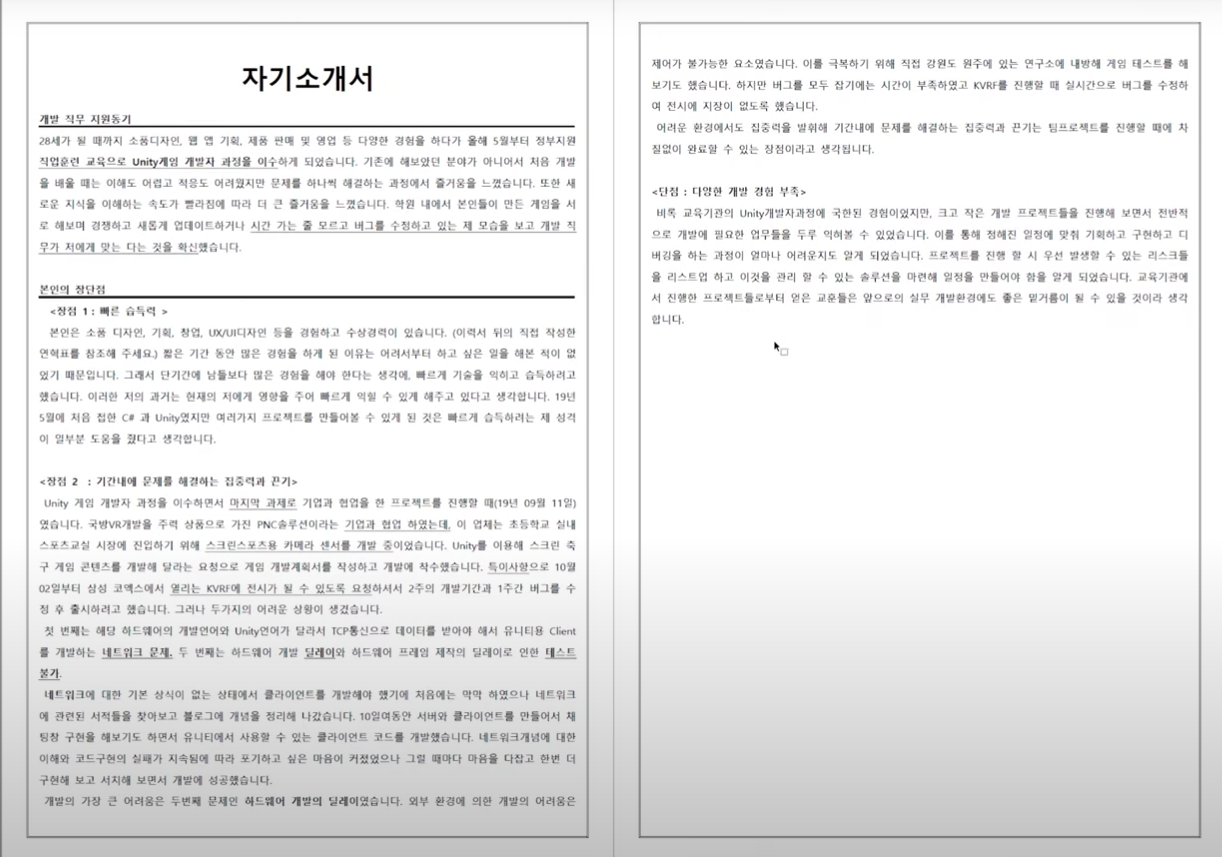 자기소개서
개발 직무 지원동기
28세가 될 때까지 소품디자인, 웹 앱 기획, 제품 판매 및 영업 등 다양한 경험을 하다가 올해 5월부터 정부지원
직업훈련 교육으로 Unity게임 개발자 과정을 이수하게 되었습니다. 기존에 해보았던 분야가 아니어서 처음 개발
을 배울 때는 이해도 어렵고 적응도 어려웠지만 문제를 하나씩 해결하는 과정에서 즐거움을 느꼈습니다. 또한 새
로운 지식을 이해하는 속도가 빨라짐에 따라 더 큰 즐거움을 느꼈습니다. 학원 내에서 본인들이 만든 게임을 서
로 해보며 경쟁하고 새롭게 업데이트하거나 시간 가는 줄 모르고 버그를 수정하고 있는 제 모습을 보고 개발 직
무가 저에게 맞는 다는 것을 확신했습니다.
본인의 장단점
<장점 1 : 빠른 습득력 >
본인은 소품 디자인, 기획, 창업, UX/UI디자인 등을 경험하고 수상경력이 있습니다. (이력서 뒤의 직접 작성한
연혁표를 참조해 주세요.) 짧은 기간 동안 많은 경험을 하게 된 이유는 어려서부터 하고 싶은 일을 해본 적이 없
었기 때문입니다. 그래서 단기간에 남들보다 많은 경험을 해야 한다는 생각에, 빠르게 기술을 익히고 습득하려고
했습니다. 이러한 저의 과거는 현재의 저에게 영향을 주어 빠르게 익힐 수 있게 해주고 있다고 생각합니다. 19년
5월에 처음 접한 C# 과 Unity였지만 여러가지 프로젝트를 만들어볼 수 있게 된 것은 빠르게 습득하려는 제 성격
이 일부분 도움을 줬다고 생각합니다.
<장점 2 : 기간내에 문제를 해결하는 집중력과 끈기>
Unity 게임 개발자 과정을 이수하면서 마지막 과제로 기업과 협업을 한 프로젝트를 진행할 때(19년 09월 11일)
였습니다. 국방VR개발을 주력 상품으로 가진 PNC솔루션이라는 기업과 협업 하였는데, 이 업체는 초등학교 실내
스포츠교실 시장에 진입하기 위해 스크린스포츠용 카메라 센서를 개발 중이었습니다. Unity를 이용해 스크린 축
구 게임 콘텐츠를 개발해 달라는 요청으로 게임 개발계획서를 작성하고 개발에 착수했습니다. 특이사항으로 10월
02일부터 삼성 코엑스에서 열리는 KVRF에 전시가 될 수 있도록 요청하셔서 2주의 개발기간과 1주간 버그를 수
정 후 출시하려고 했습니다. 그러나 두가지의 어려운 상황이 생겼습니다.
첫 번째는 해당 하드웨어의 개발언어와 Unity언어가 달라서 TCP통신으로 데이터를 받아야 해서 유니티용 Client
를 개발하는 네트워크 문제, 두 번째는 하드웨어 개발 딜레이와 하드웨어 프레임 제작의 딜레이로 인한 테스트
불가.
네트워크에 대한 기본 상식이 없는 상태에서 클라이언트를 개발해야 했기에 처음에는 막막 하였으나 네트워크
에 관련된 서적들을 찾아보고 블로그에 개념을 정리해 나갔습니다. 10일여동안 서버와 클라이언트를 만들어서 채
팅창 구현을 해보기도 하면서 유니티에서 사용할 수 있는 클라이언트 코드를 개발했습니다. 네트워크개념에 대한
이해와 코드구현의 실패가 지속됨에 따라 포기하고 싶은 마음이 커졌었으나 그럴 때마다 마음을 다잡고 한번 더
구현해 보고 서치해 보면서 개발에 성공했습니다.
개발의 가장 큰 어려움은 두번째 문제인 하드웨어 개발의 딜레이였습니다. 외부 환경에 의한 개발의 어려움은
제어가 불가능한 요소였습니다. 이를 극복하기 위해 직접 강원도 원주에 있는 연구소에 내방해 게임 테스트를 해
보기도 했습니다. 하지만 버그를 모두 잡기에는 시간이 부족하였고 KVRF를 진행할 때 실시간으로 버그를 수정하
여 전시에 지장이 없도록 했습니다.
어려운 환경에서도 집중력을 발휘해 기간내에 문제를 해결하는 집중력과 끈기는 팀프로젝트를 진행할 때에 차
질없이 완료할 수 있는 장점이라고 생각됩니다.
<단점 : 다양한 개발 경험 부족>
비록 교육기관의 Unity개발자과정에 국한된 경험이었지만, 크고 작은 개발 프로젝트들을 진행해 보면서 전반적
으로 개발에 필요한 업무들을 두루 익혀볼 수 있었습니다. 이를 통해 정해진 일정에 맞춰 기획하고 구현하고 디
버깅을 하는 과정이 얼마나 어려운지도 알게 되었습니다. 프로젝트를 진행 할 시 우선 발생할 수 있는 리스크들
을 리스트업 하고 이것을 관리 할 수 있는 솔루션을 마련해 일정을 만들어야 함을 알게 되었습니다. 교육기관에
서 진행한 프로젝트들로부터 얻은 교훈들은 앞으로의 실무 개발환경에도 좋은 밑거름이 될 수 있을 것이라 생각
합니다.